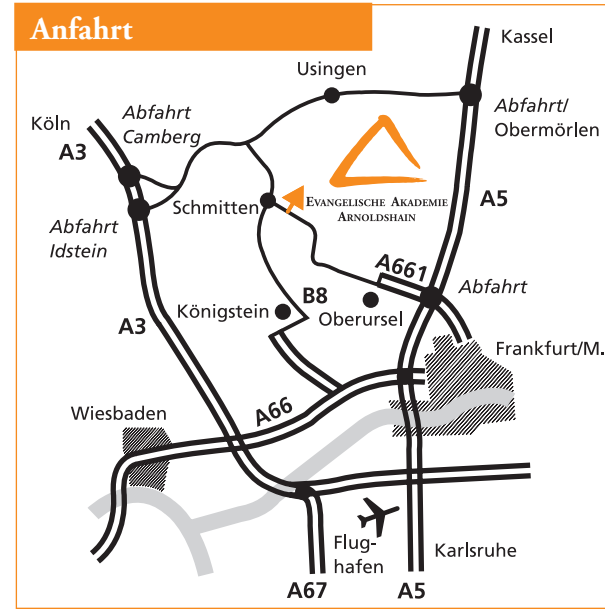 Anfahrt
Kassel
Usingen
Abfahrt
Camberg
Köln
A3
Abfahrt/
Obermörlen
A5
Schmitten
EVANGELISCHE AKADEMIE
ARNOLDSHAIN
Abfahrt
Idstein
A661
Abfahrt
B8
Königstein
Oberursel
A3
Frankfurt/M.
A66
Wiesbaden
Flug-
hafen
Karlsruhe
A67
A5